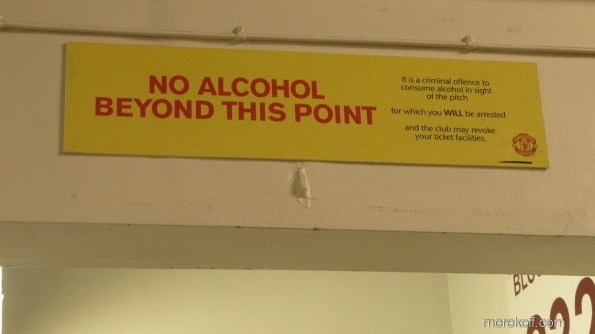 NO ALCOHOL
BEYOND THIS POINT
It is a criminal offence to
consume alcohol in sight
of the pitch
for which you WILL be arrested
and the club may revoke
your ticket facilities.
morokoff.com